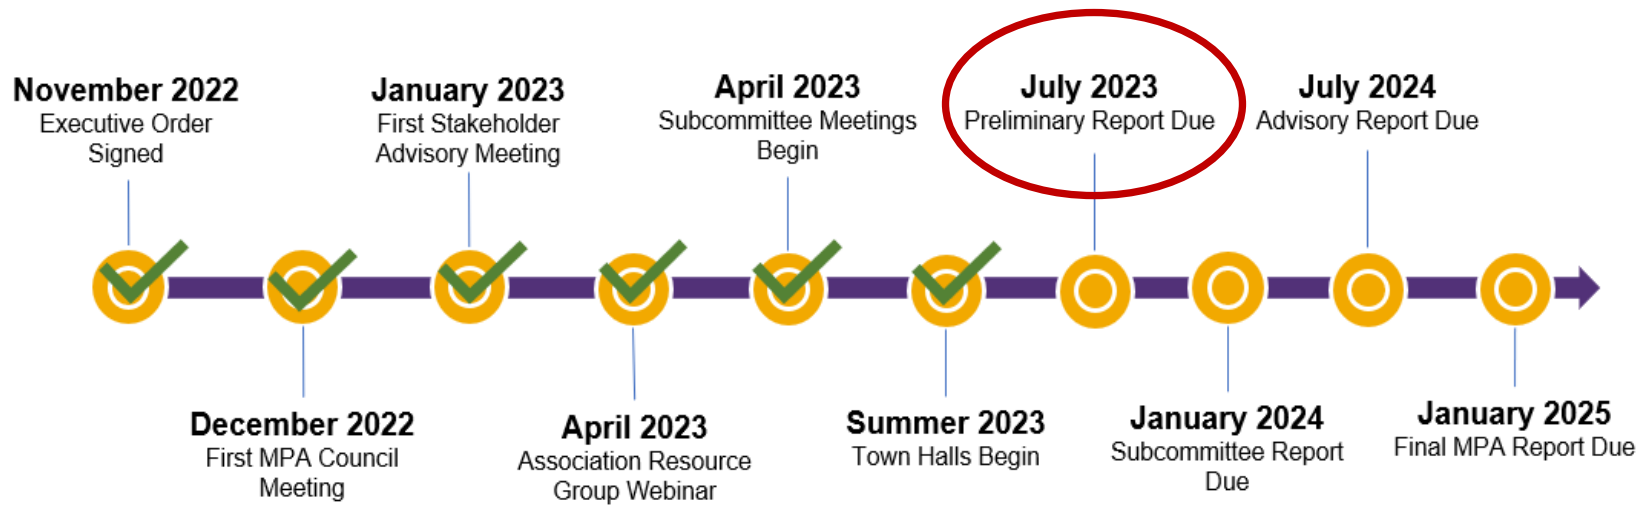 November 2022
Executive Order
Signed
December 2022
First MPA Council
Meeting
January 2023
First Stakeholder
Advisory Meeting
April 2023
Association Resource
Group Webinar
April 2023
Subcommittee Meetings
Begin
Summer 2023
Town Halls Begin
July 2023
Preliminary Report Due
January 2024
Subcommittee Report
Due
July 2024
Advisory Report Due
January 2025
Final MPA Report Due